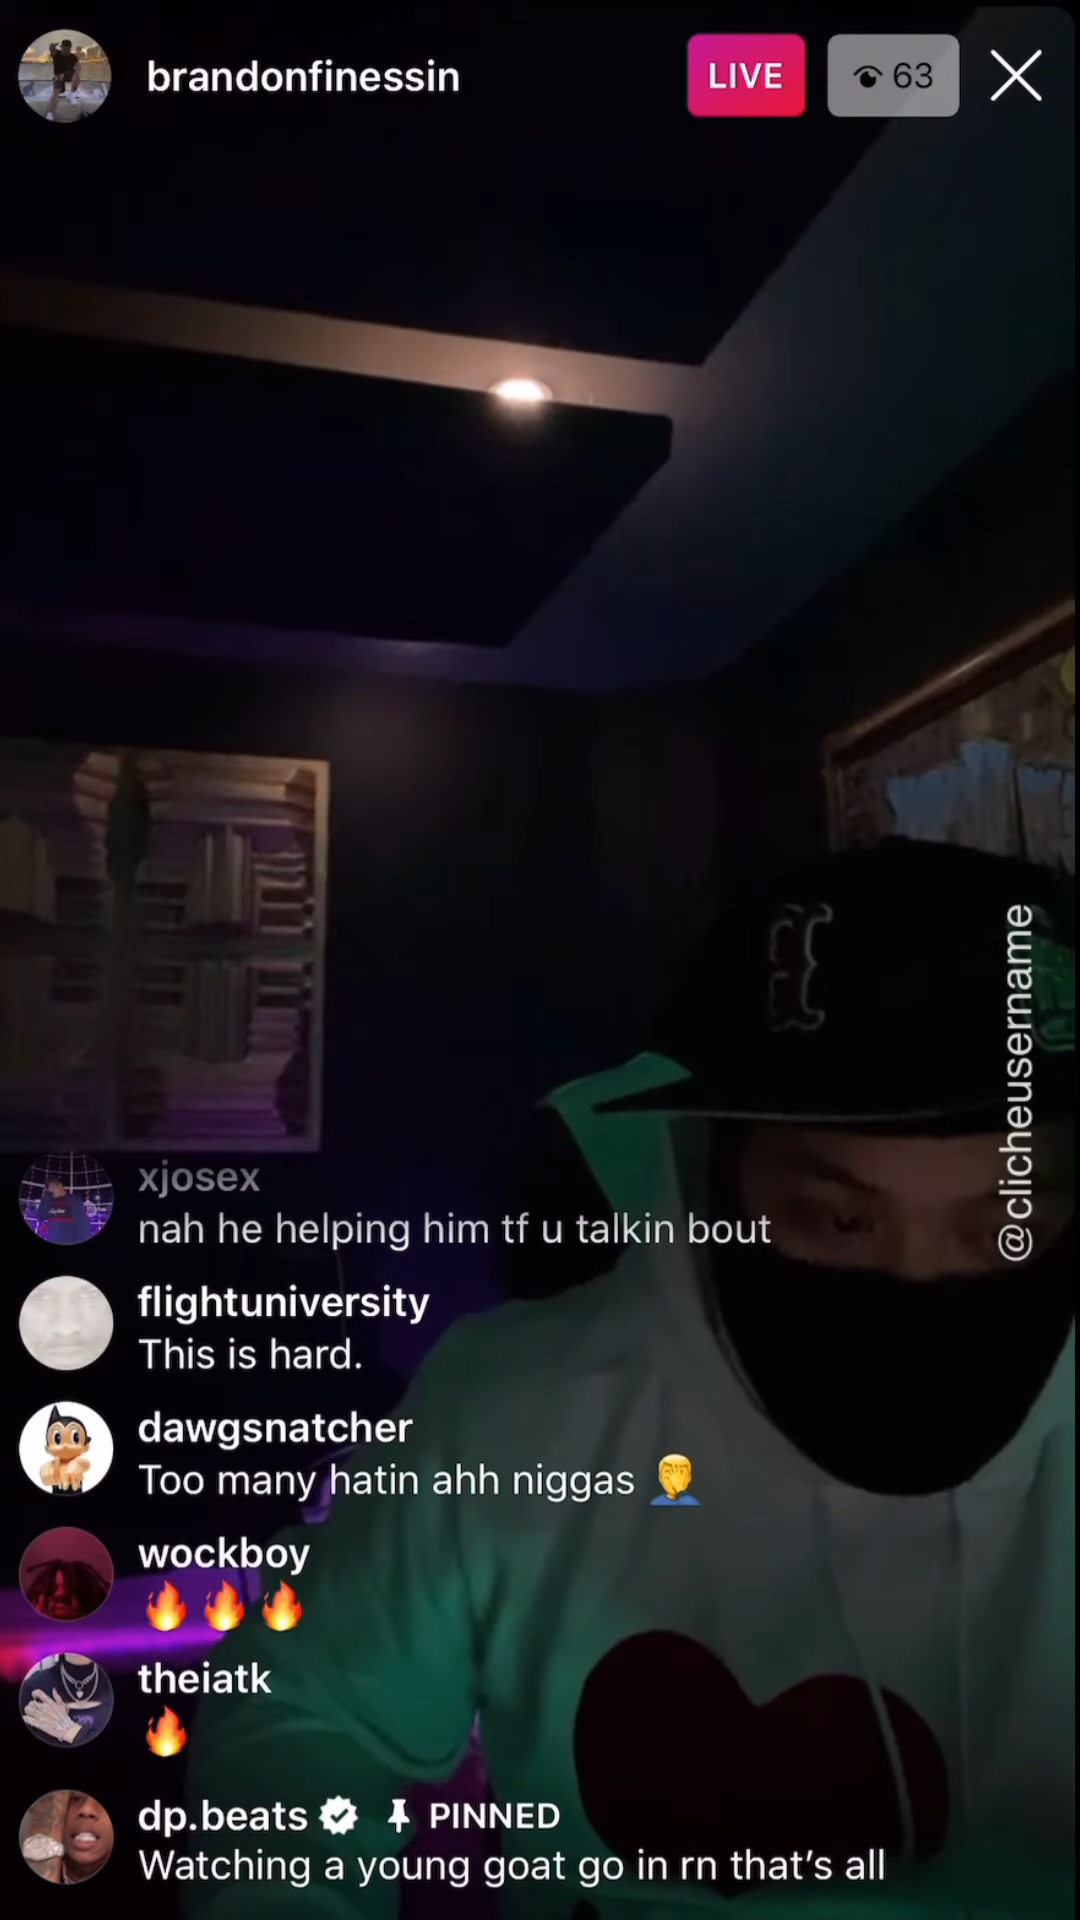 brandonfinessin
LIVE
63
@clicheusername
xjosex
nah he helping him tf u talkin bout
flightuniversity
This is hard.
dawgsnatcher
Too many hatin ahh niggas 🤦‍♂️
wockboy
🔥🔥🔥
theiatk
🔥
dp.beats PINNED
Watching a young goat go in rn that’s all